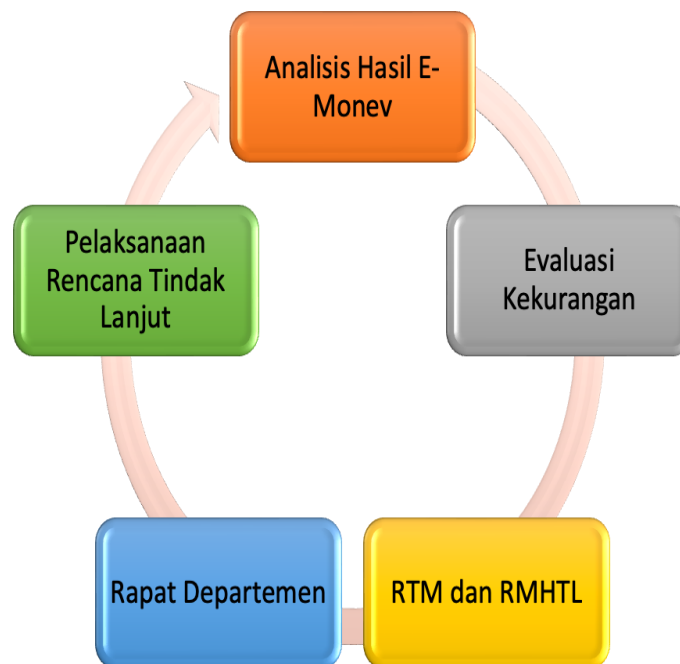 Analisis Hasil E-
Monev
Evaluasi
Kekurangan
RTM dan RMHTL
Rapat Departemen
Pelaksanaan
Rencana Tindak
Lanjut